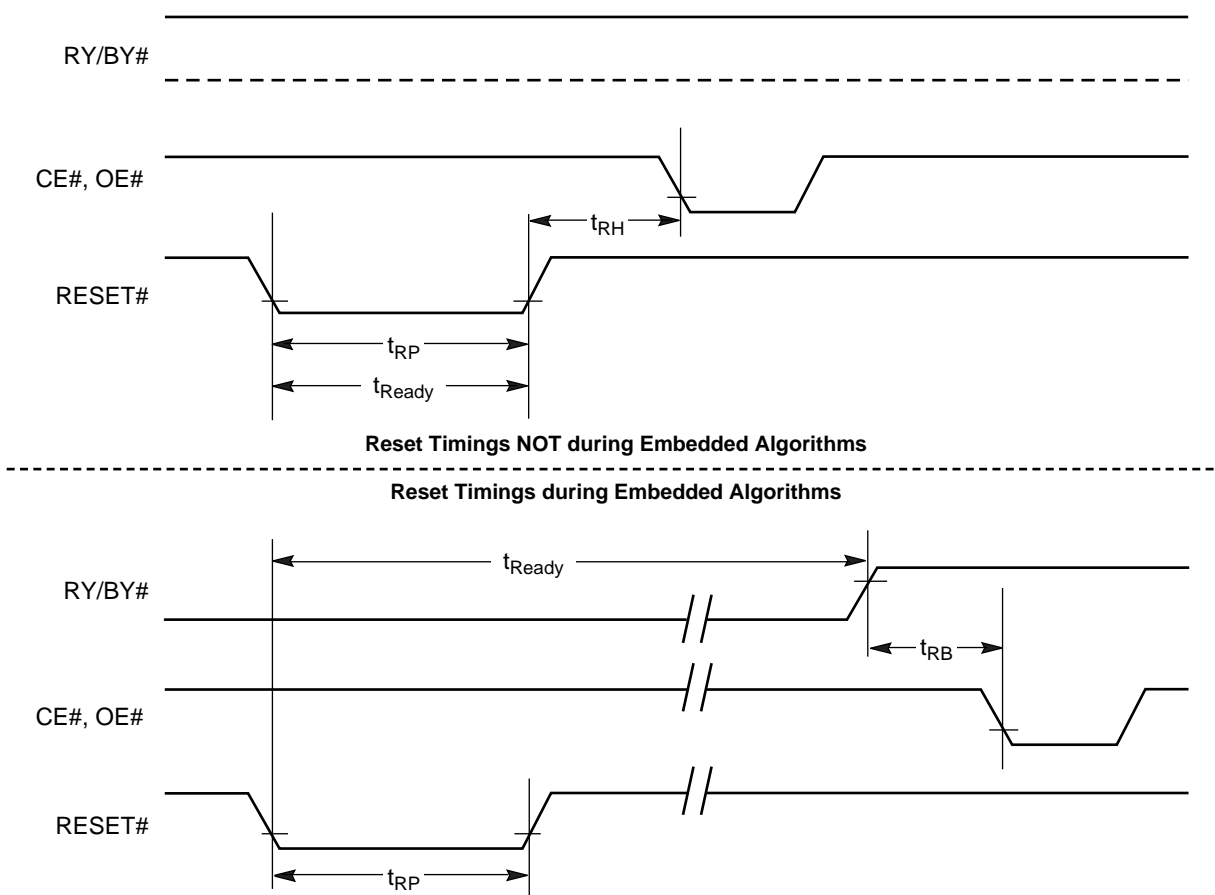 RY/BY#
CE#, OE#
tRH
RESET#
tRP
tReady
Reset Timings NOT during Embedded Algorithms
Reset Timings during Embedded Algorithms
tReady
RY/BY#
tRB
CE#, OE#
RESET#
tRP